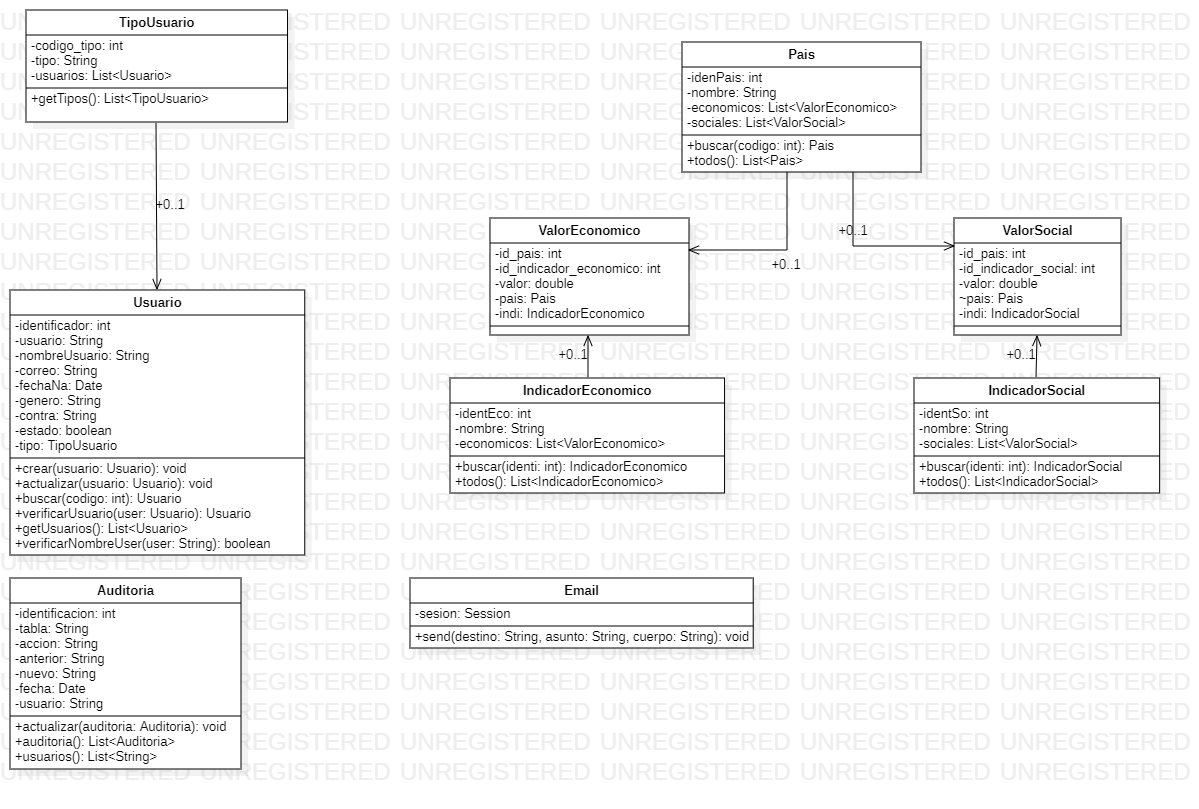 TipoUsuario
-codigo_tipo: int
-tipo: String
-usuarios: List<Usuario>
+getTipos(): List<TipoUsuario>
+0..1
Usuario
-identificador: int
-usuario: String
-nombreUsuario: String
-correo: String
-fechaNa: Date
-genero: String
-contra: String
-estado: boolean
-tipo: TipoUsuario
+crear(usuario: Usuario): void
+actualizar(usuario: Usuario): void
+buscar(codigo: int): Usuario
+verificarUsuario(user: Usuario): Usuario
+getUsuarios(): List<Usuario>
+verificarNombreUser(user: String): boolean
Auditoria
-identificacion: int
-tabla: String
-accion: String
-anterior: String
-nuevo: String
-fecha: Date
-usuario: String
+actualizar(auditoria: Auditoria): void
+auditoria(): List<Auditoria>
+usuarios(): List<String>
Pais
-idenPais: int
-nombre: String
-economicos: List<ValorEconomico>
-sociales: List<ValorSocial>
+buscar(codigo: int): Pais
+todos(): List<Pais>
+0..1
+0..1
ValorEconomico
-id_pais: int
-id_indicador_economico: int
-valor: double
-pais: Pais
-indi: IndicadorEconomico
+0..1
IndicadorEconomico
-identEco: int
-nombre: String
-economicos: List<ValorEconomico>
+buscar(identi: int): IndicadorEconomico
+todos(): List<IndicadorEconomico>
ValorSocial
-id_pais: int
-id_indicador_social: int
-valor: double
~pais: Pais
-indi: IndicadorSocial
+0..1
IndicadorSocial
-identSo: int
-nombre: String
-sociales: List<ValorSocial>
+buscar(identi: int): IndicadorSocial
+todos(): List<IndicadorSocial>
Email
-sesion: Session
+send(destino: String, asunto: String, cuerpo: String): void
UNREGISTERED